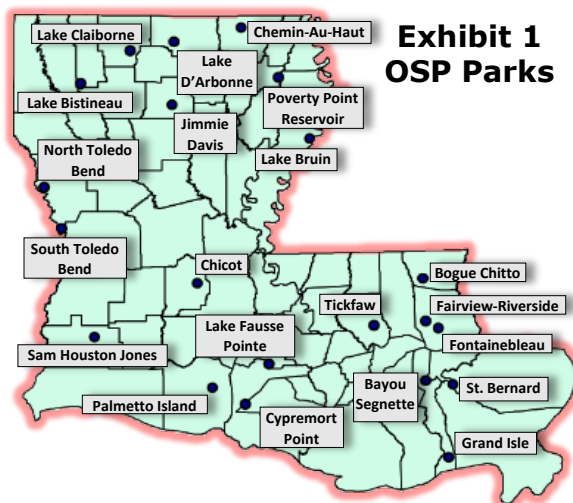 Exhibit 1
OSP Parks
Lake Claiborne
Chemin-Au-Haut
Lake
D'Arbonne
Lake Bistineau
Poverty Point
Reservoir
Jimmie
Davis
North Toledo
Bend
Lake Bruin
South Toledo
Bend
Chicot
Bogue Chitto
Tickfaw
Fairview-Riverside
Lake Fausse
Pointe
Fontainebleau
Sam Houston Jones
Bayou
Segnette
St. Bernard
Palmetto Island
Cypremort
Point
Grand Isle